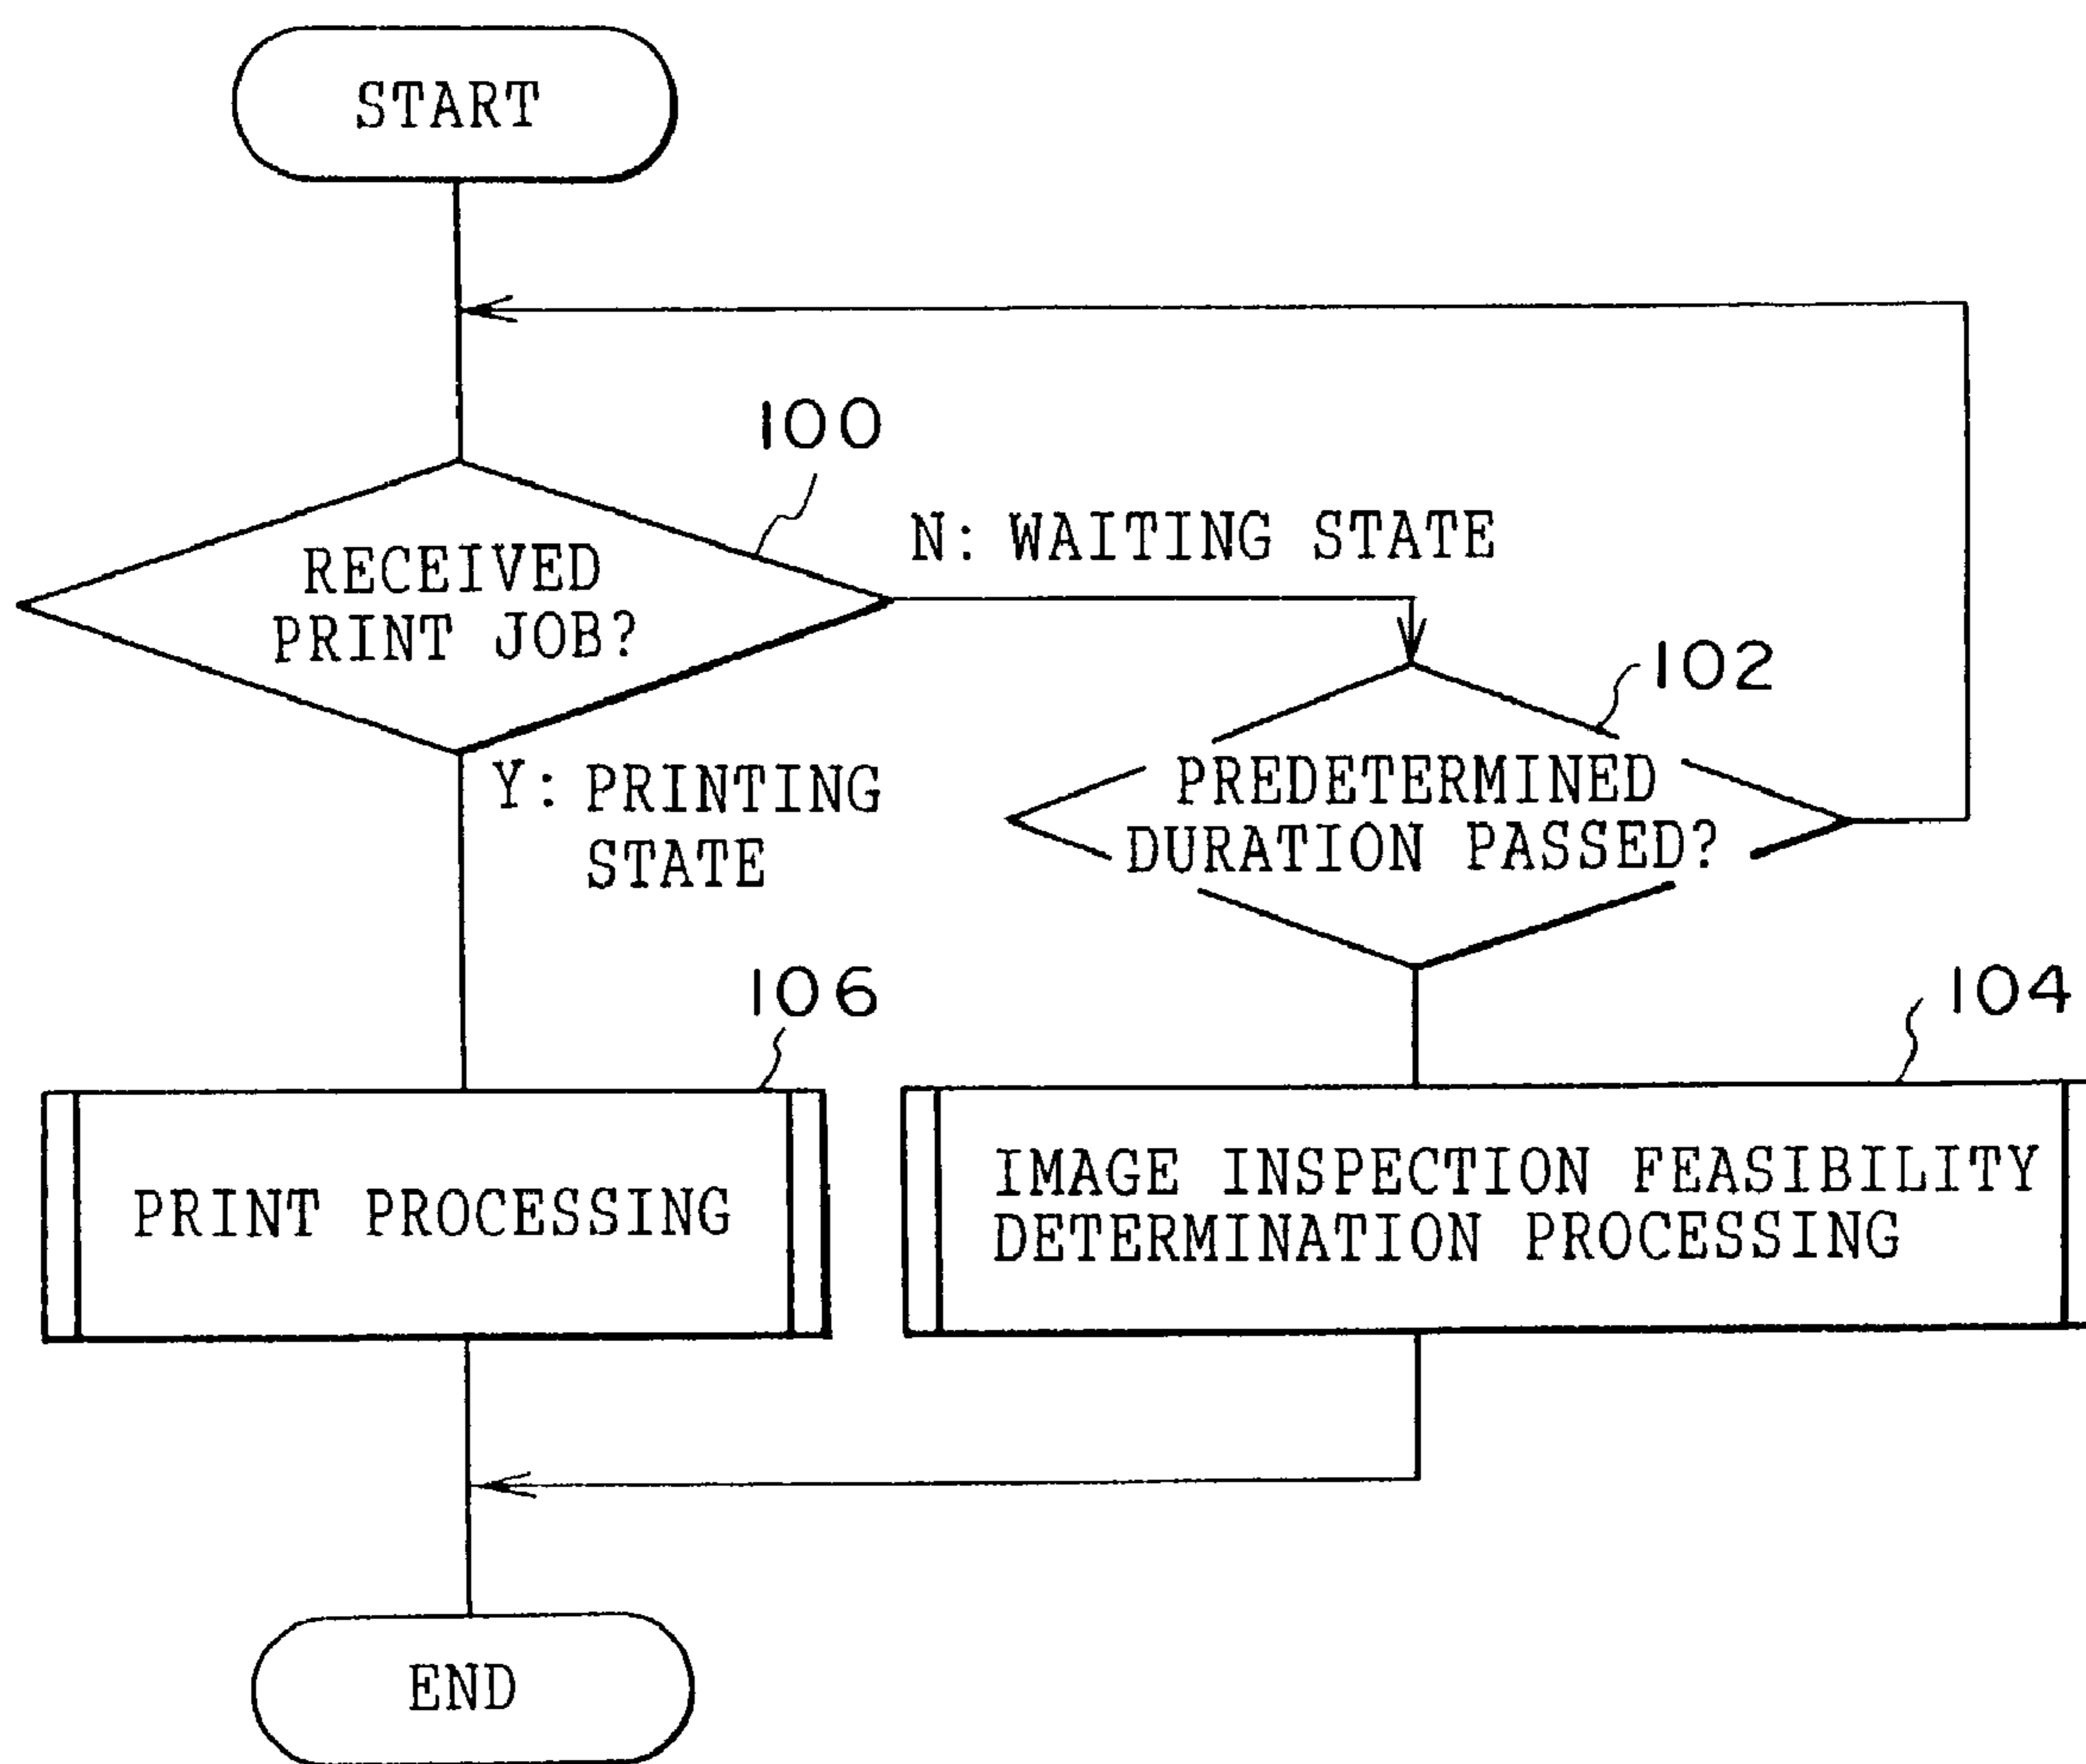 START
100
N: WAITING STATE
RECEIVED
PRINT JOB?
102
Y: PRINTING
STATE
PREDETERMINED
DURATION PASSED?
106
104
PRINT PROCESSING
IMAGE INSPECTION FEASIBILITY
DETERMINATION PROCESSING
END